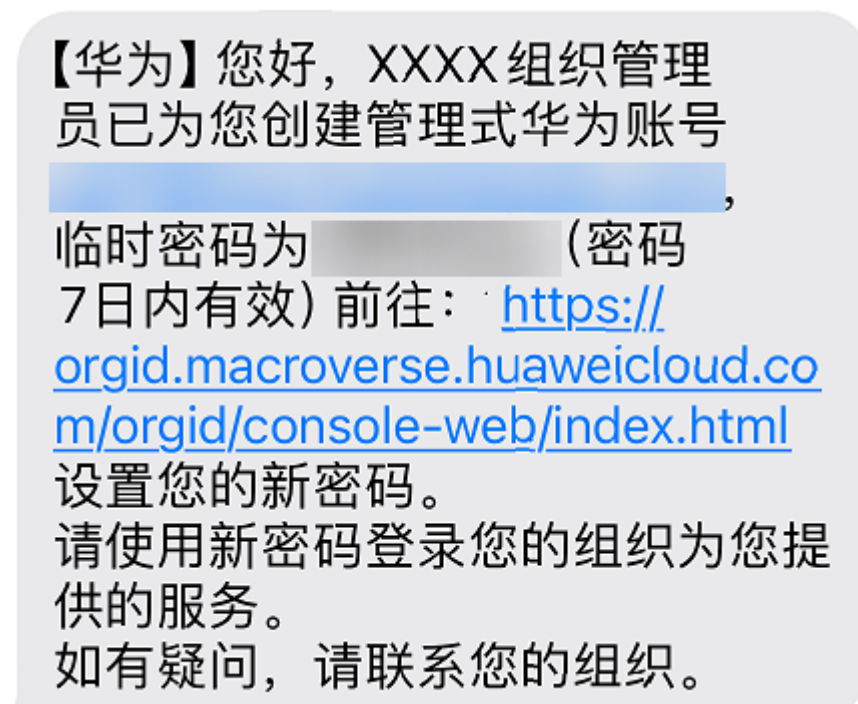 【华为】您好，XXXX组织管理
员已为您创建管理式华为账号
，
临时密码为（密码
7日内有效）前往：https://
orgid.macroverse.huaweicloud.co
m/orgid/console-web/index.html
设置您的新密码。
请使用新密码登录您的组织为您提
供的服务。
如有疑问，请联系您的组织。